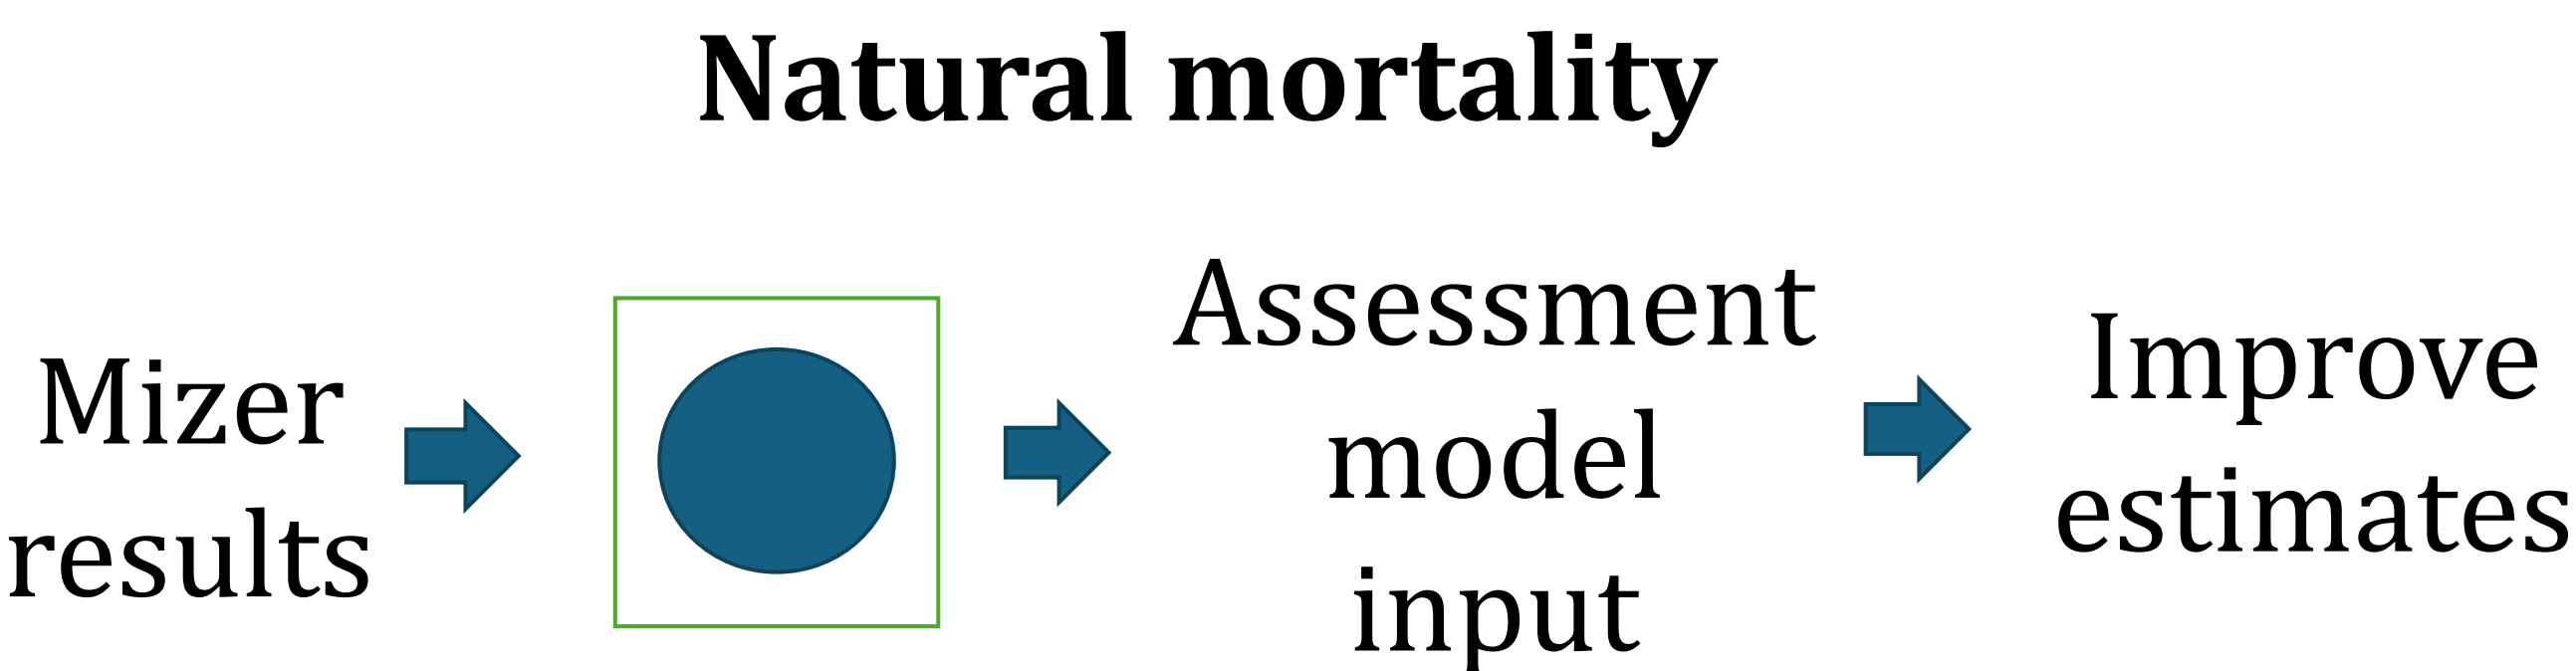 Natural mortality
Mizer
results
Assessment
model
input
Improve
estimates